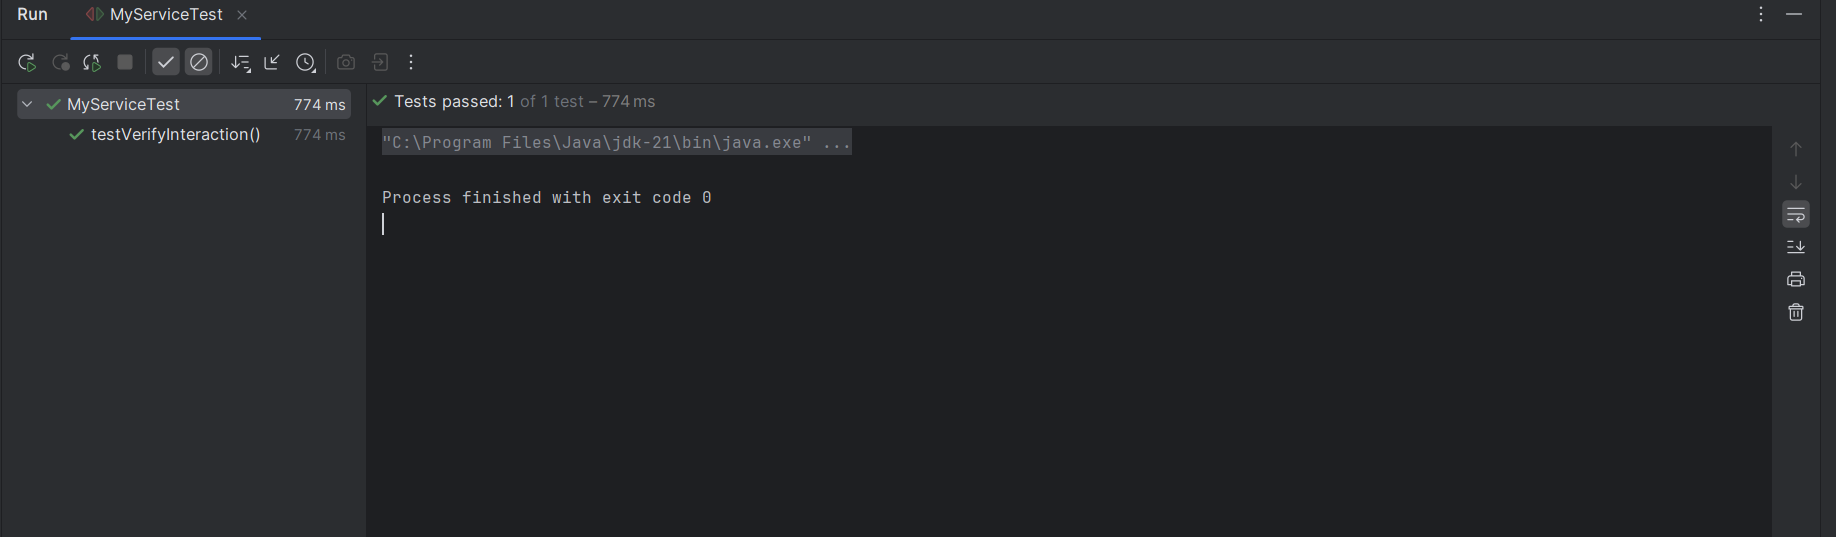 Run MyServiceTest
MyServiceTest 774 ms
testVerifyInteraction() 774 ms
Tests passed: 1 of 1 test – 774 ms
"C:\Program Files\Java\jdk-21\bin\java.exe" ...
Process finished with exit code 0